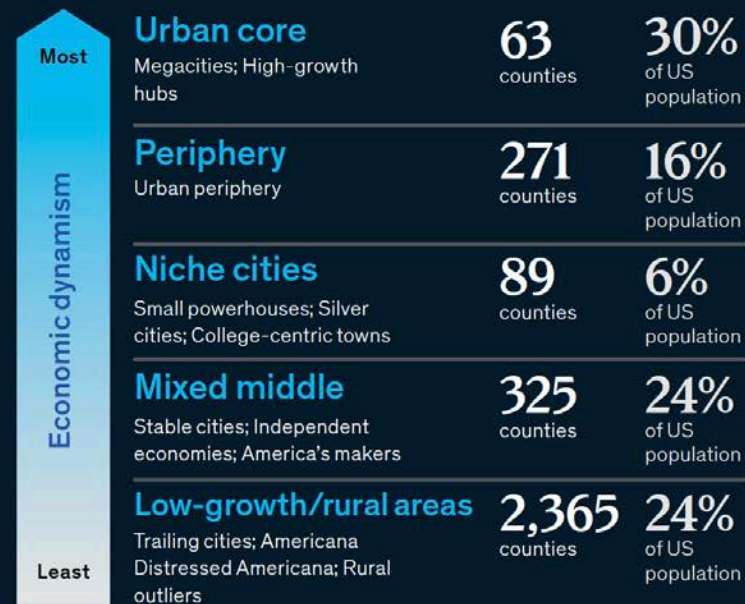 Most
Economic dynamism
Least
Urban core
Megacities; High-growth
hubs
63
counties
30%
of US
population
Periphery
Urban periphery
271
counties
16%
of US
population
Niche cities
Small powerhouses; Silver
cities; College-centric towns
89
counties
6%
of US
population
Mixed middle
Stable cities; Independent
economies; America's makers
325
counties
24%
of US
population
Low-growth/rural areas
Trailing cities; Americana
Distressed Americana; Rural
outliers
2,365
counties
24%
of US
population